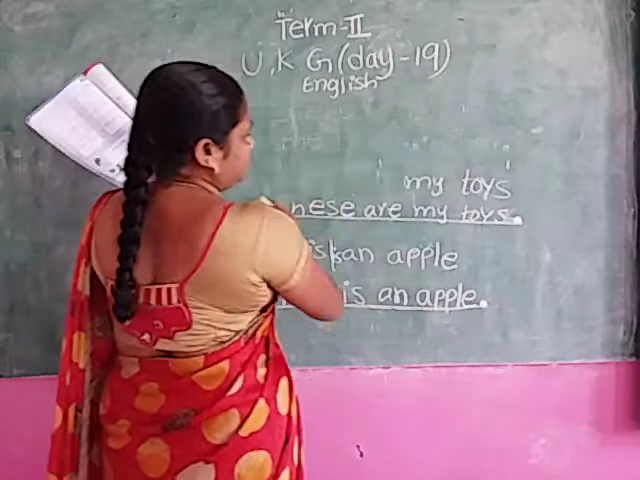 Term-II
U.K G (day-19)
English
my toys
hese are my toys.
is an apple
is an apple.